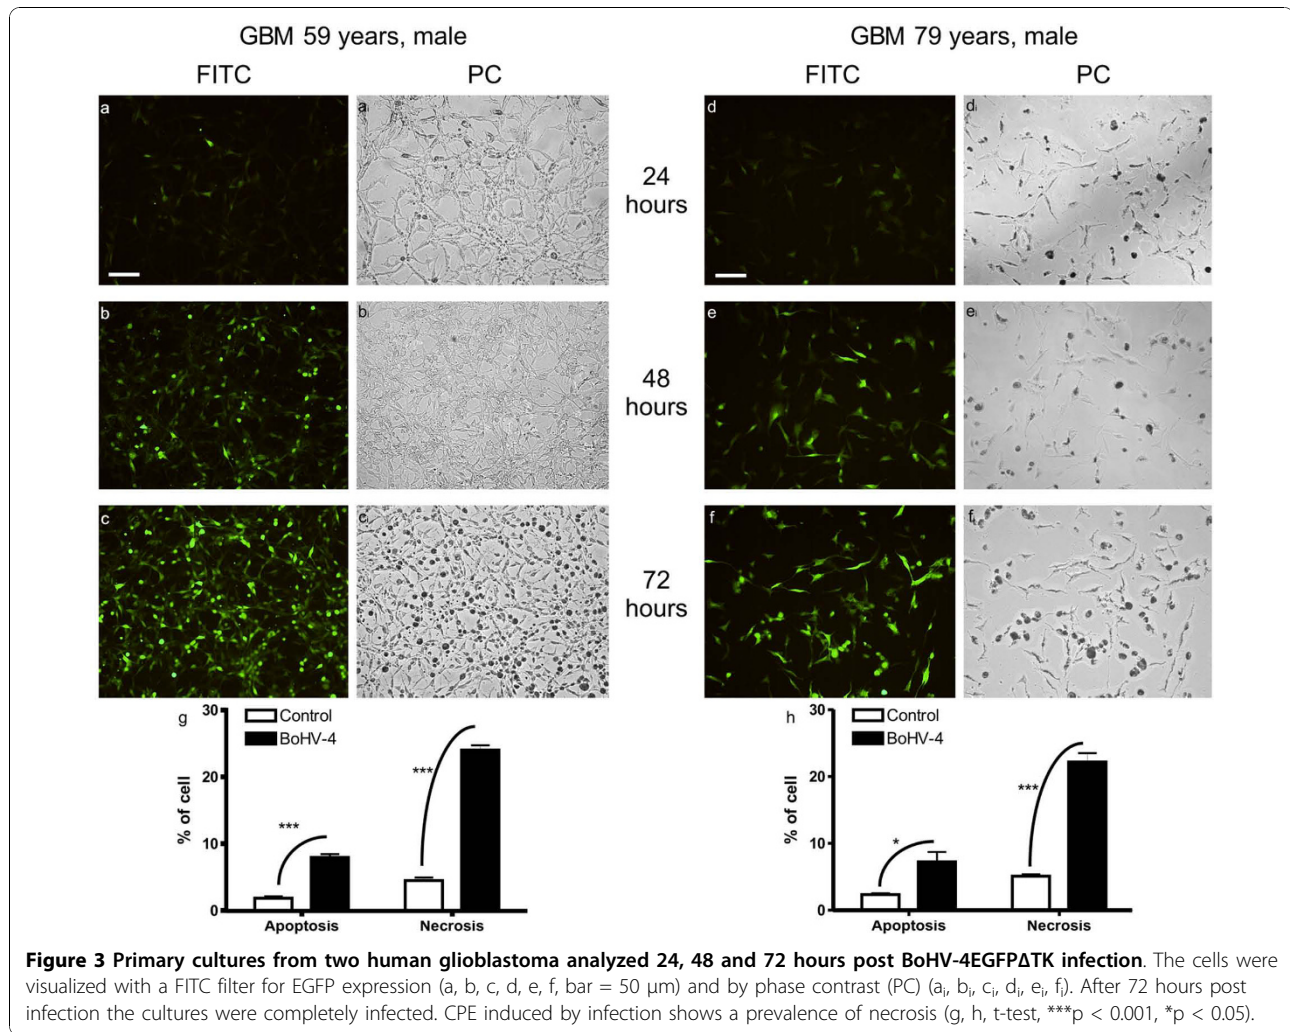 GBM 59 years, male
GBM 79 years, male
FITC
PC
FITC
PC
a
aᵢ
d
dᵢ
24
hours
b
bᵢ
e
eᵢ
48
hours
c
cᵢ
f
fᵢ
72
hours
g
30
20
10
0
% of cell
Control
BoHV-4
***
***
Apoptosis
Necrosis
h
30
20
10
0
% of cell
Control
BoHV-4
*
***
Apoptosis
Necrosis
Figure 3 Primary cultures from two human glioblastoma analyzed 24, 48 and 72 hours post BoHV-4EGFPΔTK infection. The cells were
visualized with a FITC filter for EGFP expression (a, b, c, d, e, f, bar = 50 μm) and by phase contrast (PC) (aᵢ, bᵢ, cᵢ, dᵢ, eᵢ, fᵢ). After 72 hours post
infection the cultures were completely infected. CPE induced by infection shows a prevalence of necrosis (g, h, t-test, ***p < 0.001, *p < 0.05).